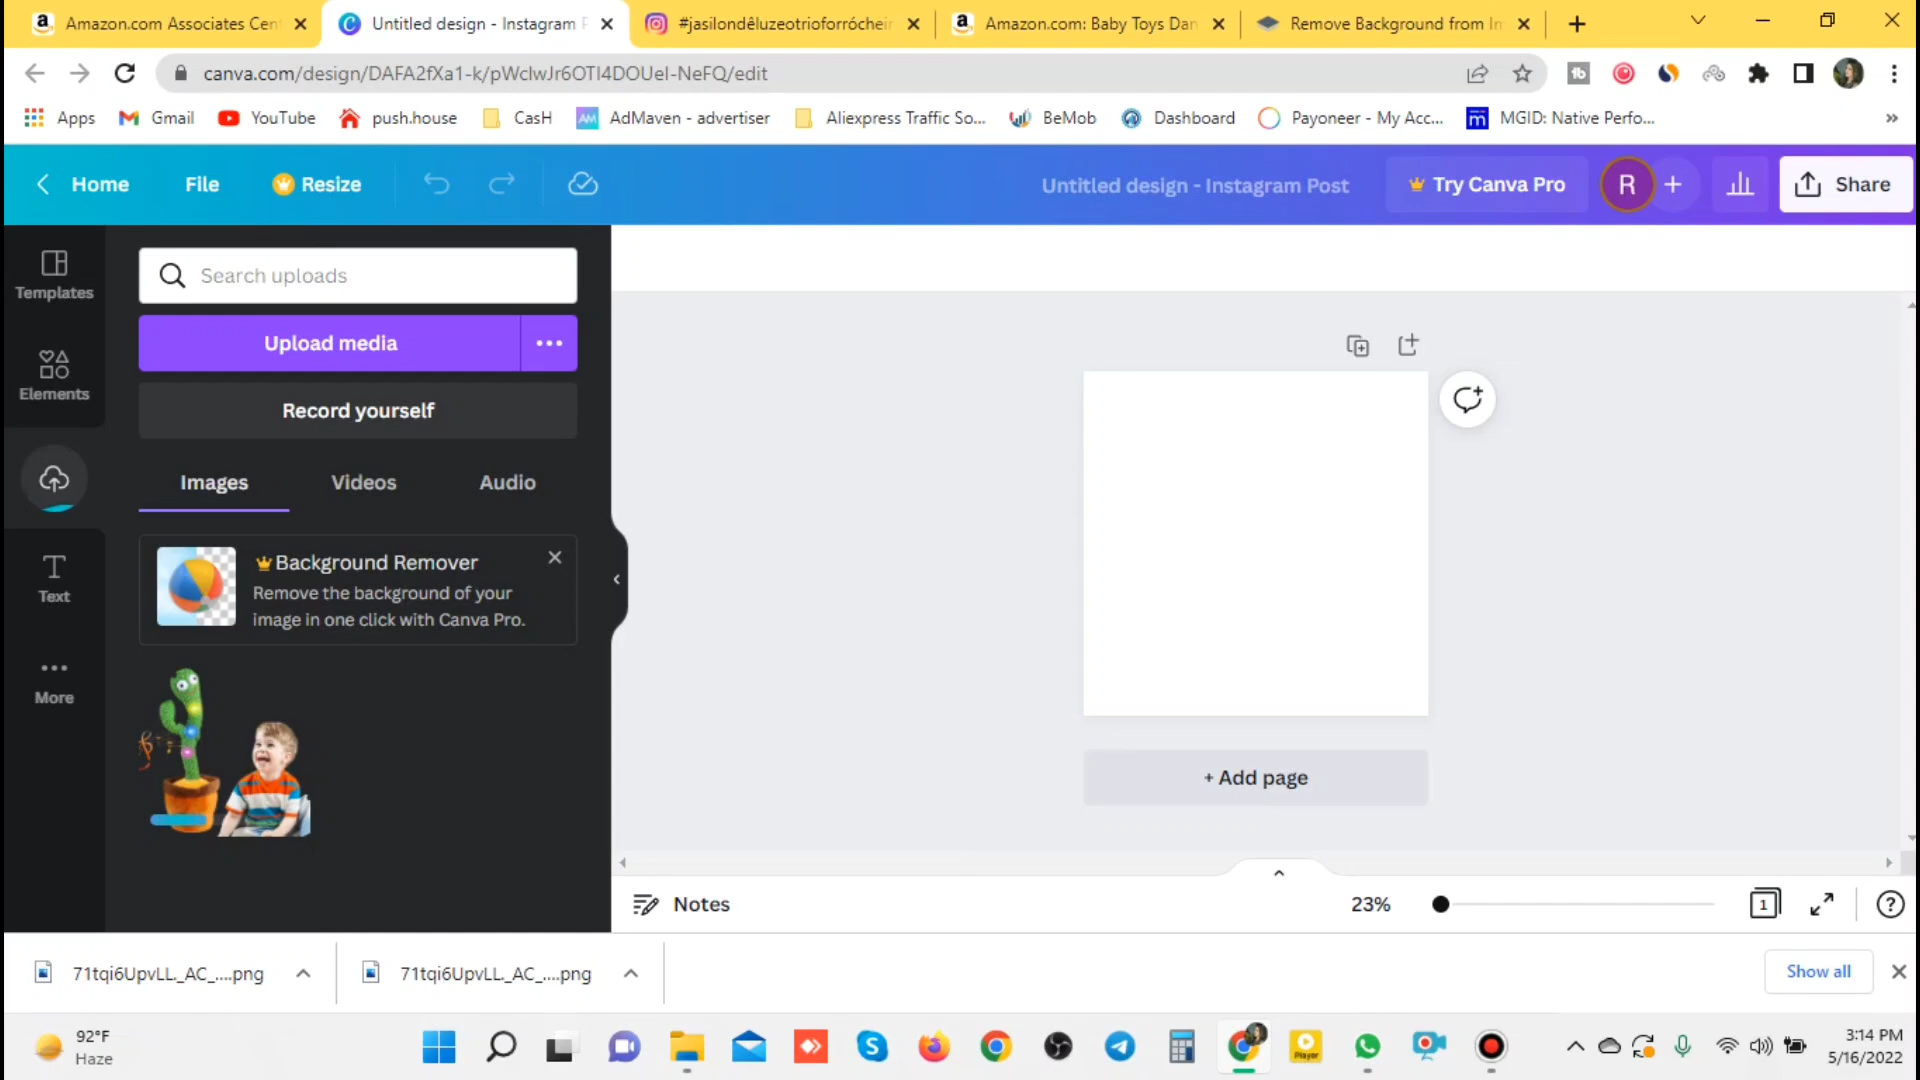 Amazon.com Associates Cen
Untitled design - Instagram P
#jasilondêluzeotrioforróchein
Amazon.com: Baby Toys Dan
Remove Background from Im
canva.com/design/DAFA2fXa1-k/pWclwJr6OTI4DOUeI-NeFQ/edit
Apps
Gmail
YouTube
push.house
CasH
AdMaven - advertiser
Aliexpress Traffic So...
BeMob
Dashboard
Payoneer - My Acc...
MGID: Native Perfo...
»
Home
File
Resize
Untitled design - Instagram Post
Try Canva Pro
R
Share
Templates
Elements
Text
More
Search uploads
Upload media
Record yourself
Images
Videos
Audio
Background Remover
Remove the background of your
image in one click with Canva Pro.
+ Add page
Notes
23%
1
71tqi6UpvLL._AC_....png
71tqi6UpvLL._AC_....png
Show all
92°F
Haze
3:14 PM
5/16/2022